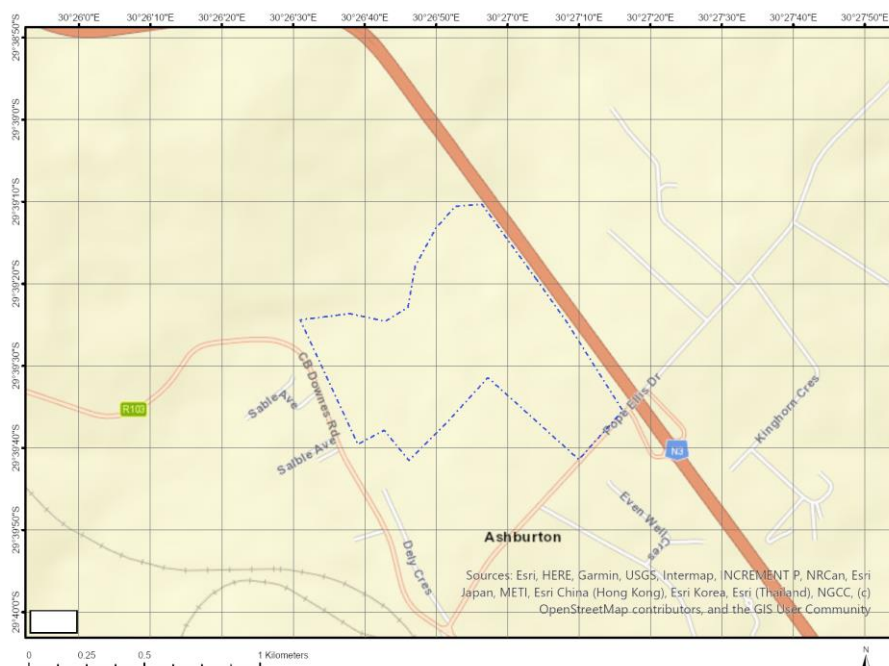 30°26'0"E 30°26'10"E 30°26'20"E 30°26'30"E 30°26'40"E 30°26'50"E 30°27'0"E 30°27'10"E 30°27'20"E 30°27'30"E 30°27'40"E 30°27'50"E
29°38'50"S
29°39'0"S
29°39'10"S
29°39'20"S
29°39'30"S
29°39'40"S
29°39'50"S
29°40'0"S
CB Downes Rd
Sable Ave
R103
Salble Ave
Pope Ellis Dr
Kinghorn Cres
N3
Even Well
Cres
Ashburton
Dely Cres
Sources: Esri, HERE, Garmin, USGS, Intermap, INCREMENT P, NRCan, Esri
Japan, METI, Esri China (Hong Kong), Esri Korea, Esri (Thailand), NGCC, (c)
OpenStreetMap contributors, and the GIS User Community
0 0.25 0.5 1 Kilometers
N